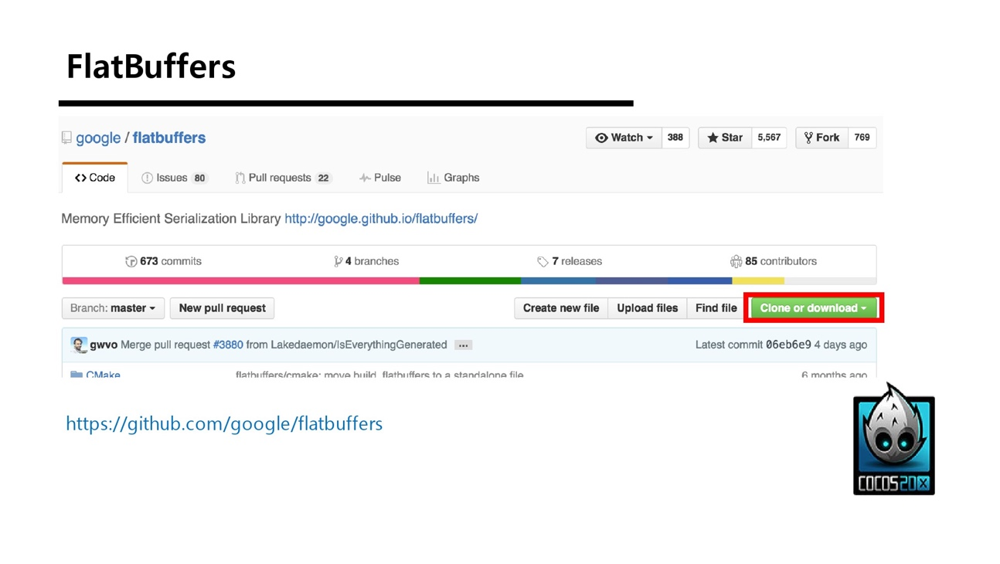 FlatBuffers
google / flatbuffers
Watch 388 Star 5,567 Fork 769
Code Issues 80 Pull requests 22 Pulse Graphs
Memory Efficient Serialization Library http://google.github.io/flatbuffers/
673 commits 4 branches 7 releases 85 contributors
Branch: master New pull request Create new file Upload files Find file Clone or download
gwvo Merge pull request #3880 from Lakedaemon/IsEverythingGenerated ... Latest commit 06eb6e9 4 days ago
CMake flatbuffers/cmake: move build_flatbuffers to a standalone file 6 months ago
https://github.com/google/flatbuffers
COCOS2DX